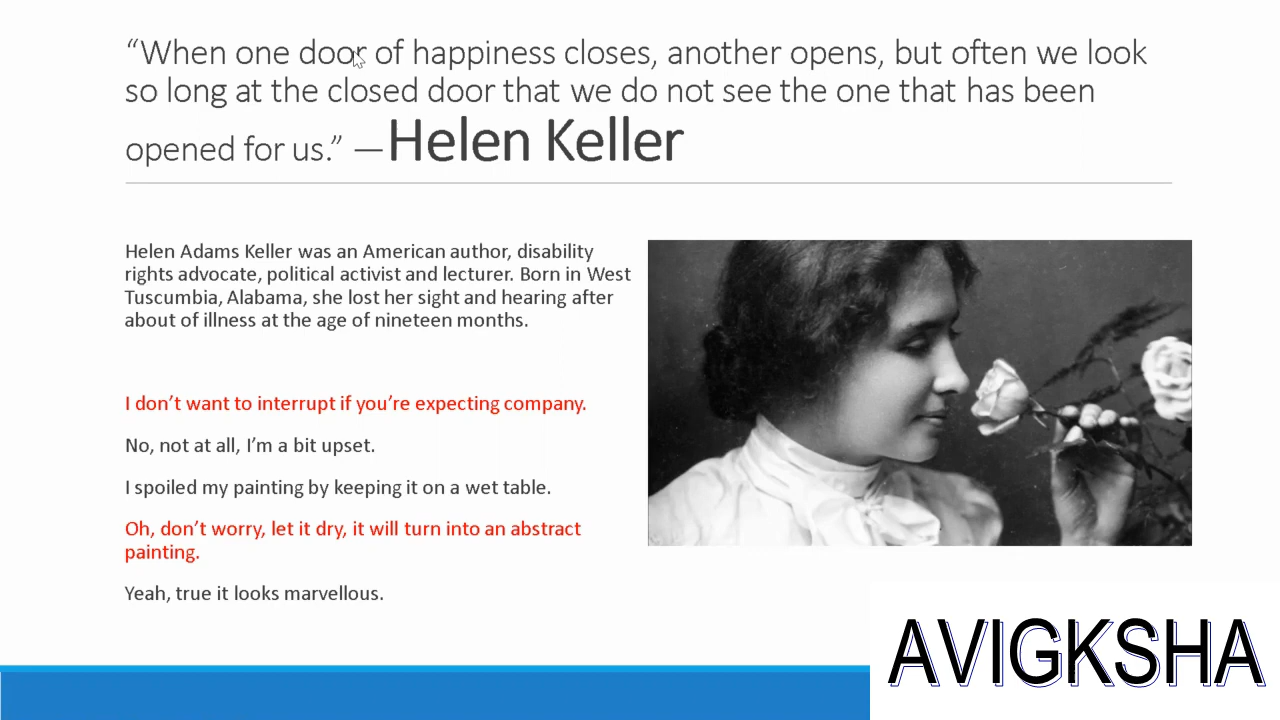 “When one door of happiness closes, another opens, but often we look
so long at the closed door that we do not see the one that has been
opened for us.” —Helen Keller
Helen Adams Keller was an American author, disability
rights advocate, political activist and lecturer. Born in West
Tuscumbia, Alabama, she lost her sight and hearing after
about of illness at the age of nineteen months.
I don’t want to interrupt if you’re expecting company.
No, not at all, I’m a bit upset.
I spoiled my painting by keeping it on a wet table.
Oh, don’t worry, let it dry, it will turn into an abstract
painting.
Yeah, true it looks marvellous.
AVIGKSHA